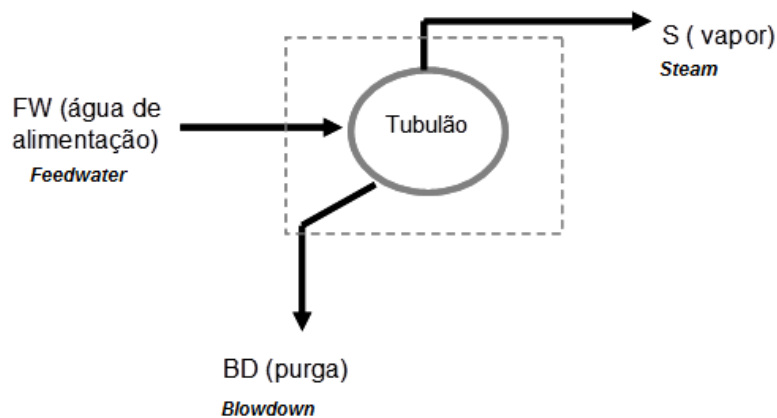 S ( vapor)
Steam
FW (água de
alimentação)
Feedwater
Tubulão
BD (purga)
Blowdown